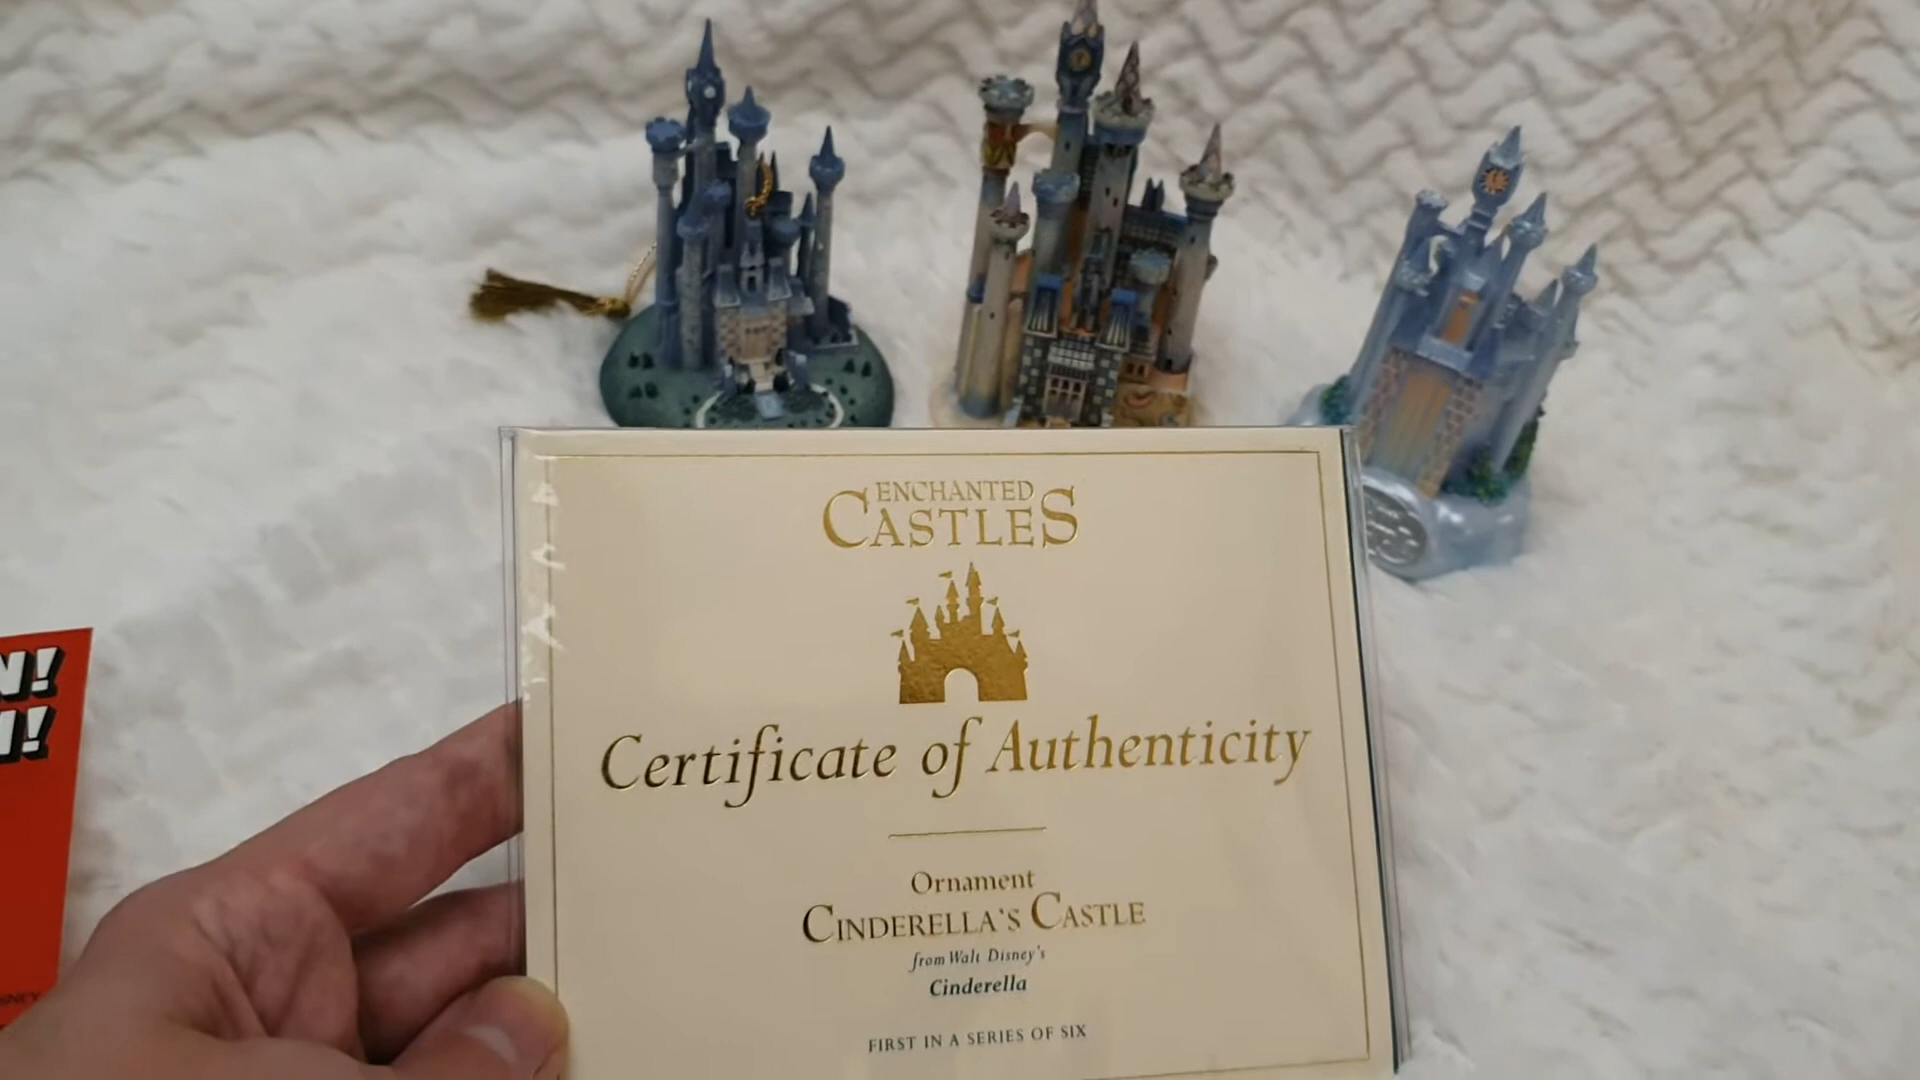 ENCHANTED
CASTLES
Certificate of Authenticity
Ornament
CINDERELLA'S CASTLE
from Walt Disney's
Cinderella
FIRST IN A SERIES OF SIX
N!
!